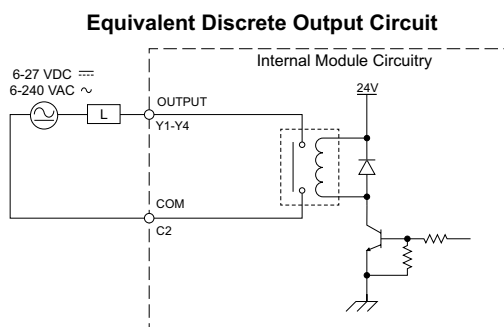 Equivalent Discrete Output Circuit
Internal Module Circuitry
6-27 VDC ⎓
6-240 VAC ∿
24V
OUTPUT
L
Y1-Y4
COM
C2